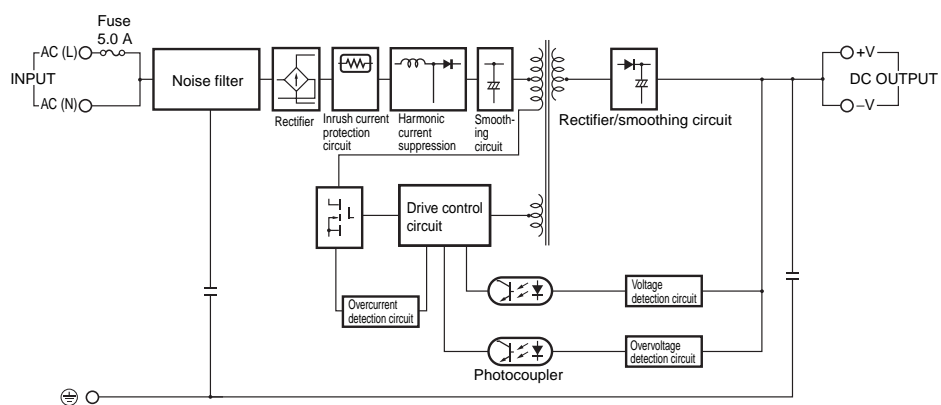 Fuse
5.0 A
AC (L)
INPUT
AC (N)
Noise filter
Rectifier
Inrush current
protection
circuit
Harmonic
current
suppression
Smooth-
ing
circuit
Rectifier/smoothing circuit
+V
DC OUTPUT
–V
Drive control
circuit
Overcurrent
detection circuit
Voltage
detection circuit
Overvoltage
detection circuit
Photocoupler